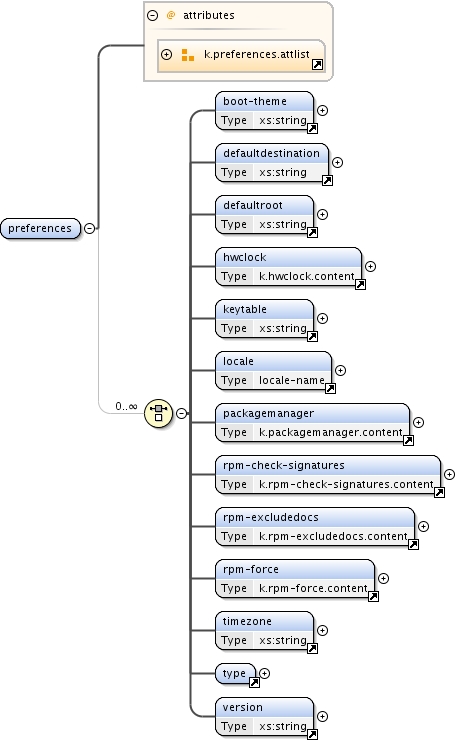 @ attributes
k.preferences.attlist
preferences
0..∞
boot-theme
Type xs:string
defaultdestination
Type xs:string
defaultroot
Type xs:string
hwclock
Type k.hwclock.content
keytable
Type xs:string
locale
Type locale-name
packagemanager
Type k.packagemanager.content
rpm-check-signatures
Type k.rpm-check-signatures.content
rpm-excludedocs
Type k.rpm-excludedocs.content
rpm-force
Type k.rpm-force.content
timezone
Type xs:string
type
version
Type xs:string